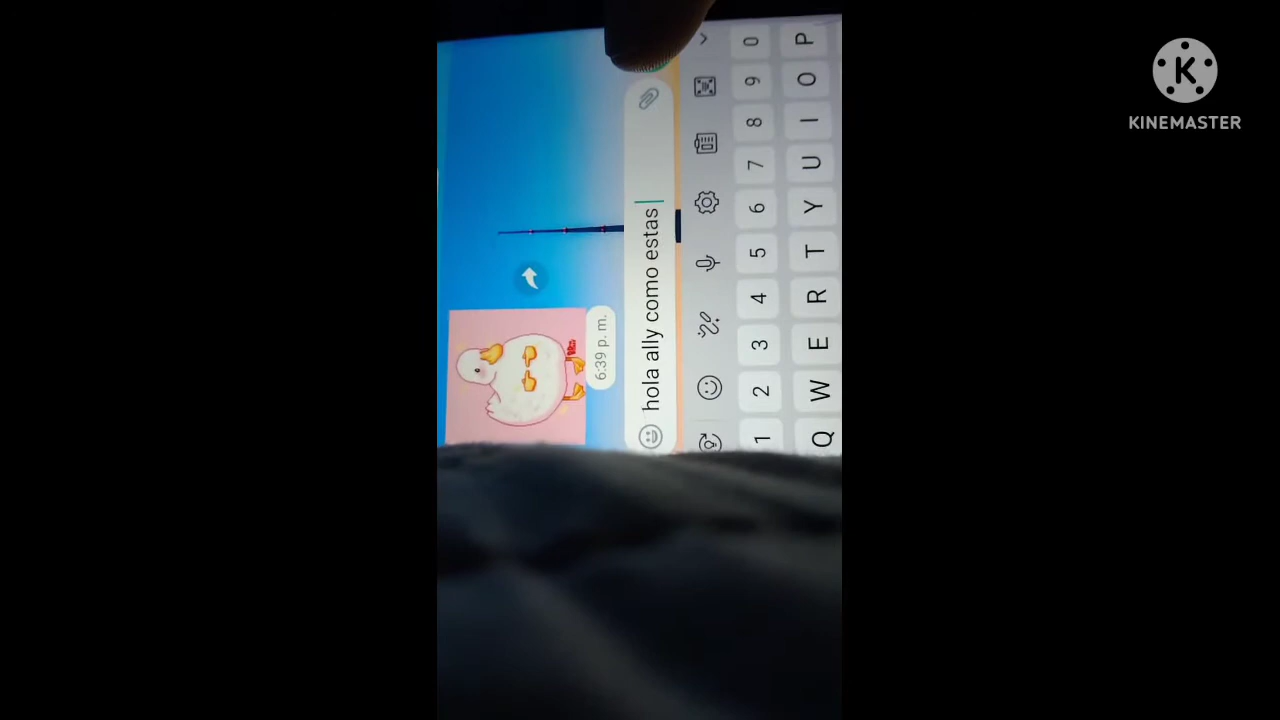 6:39 p. m.
hola ally como estas
1 2 3 4 5 6 7 8 9 0
Q W E R T Y U I O P
K
KINEMASTER